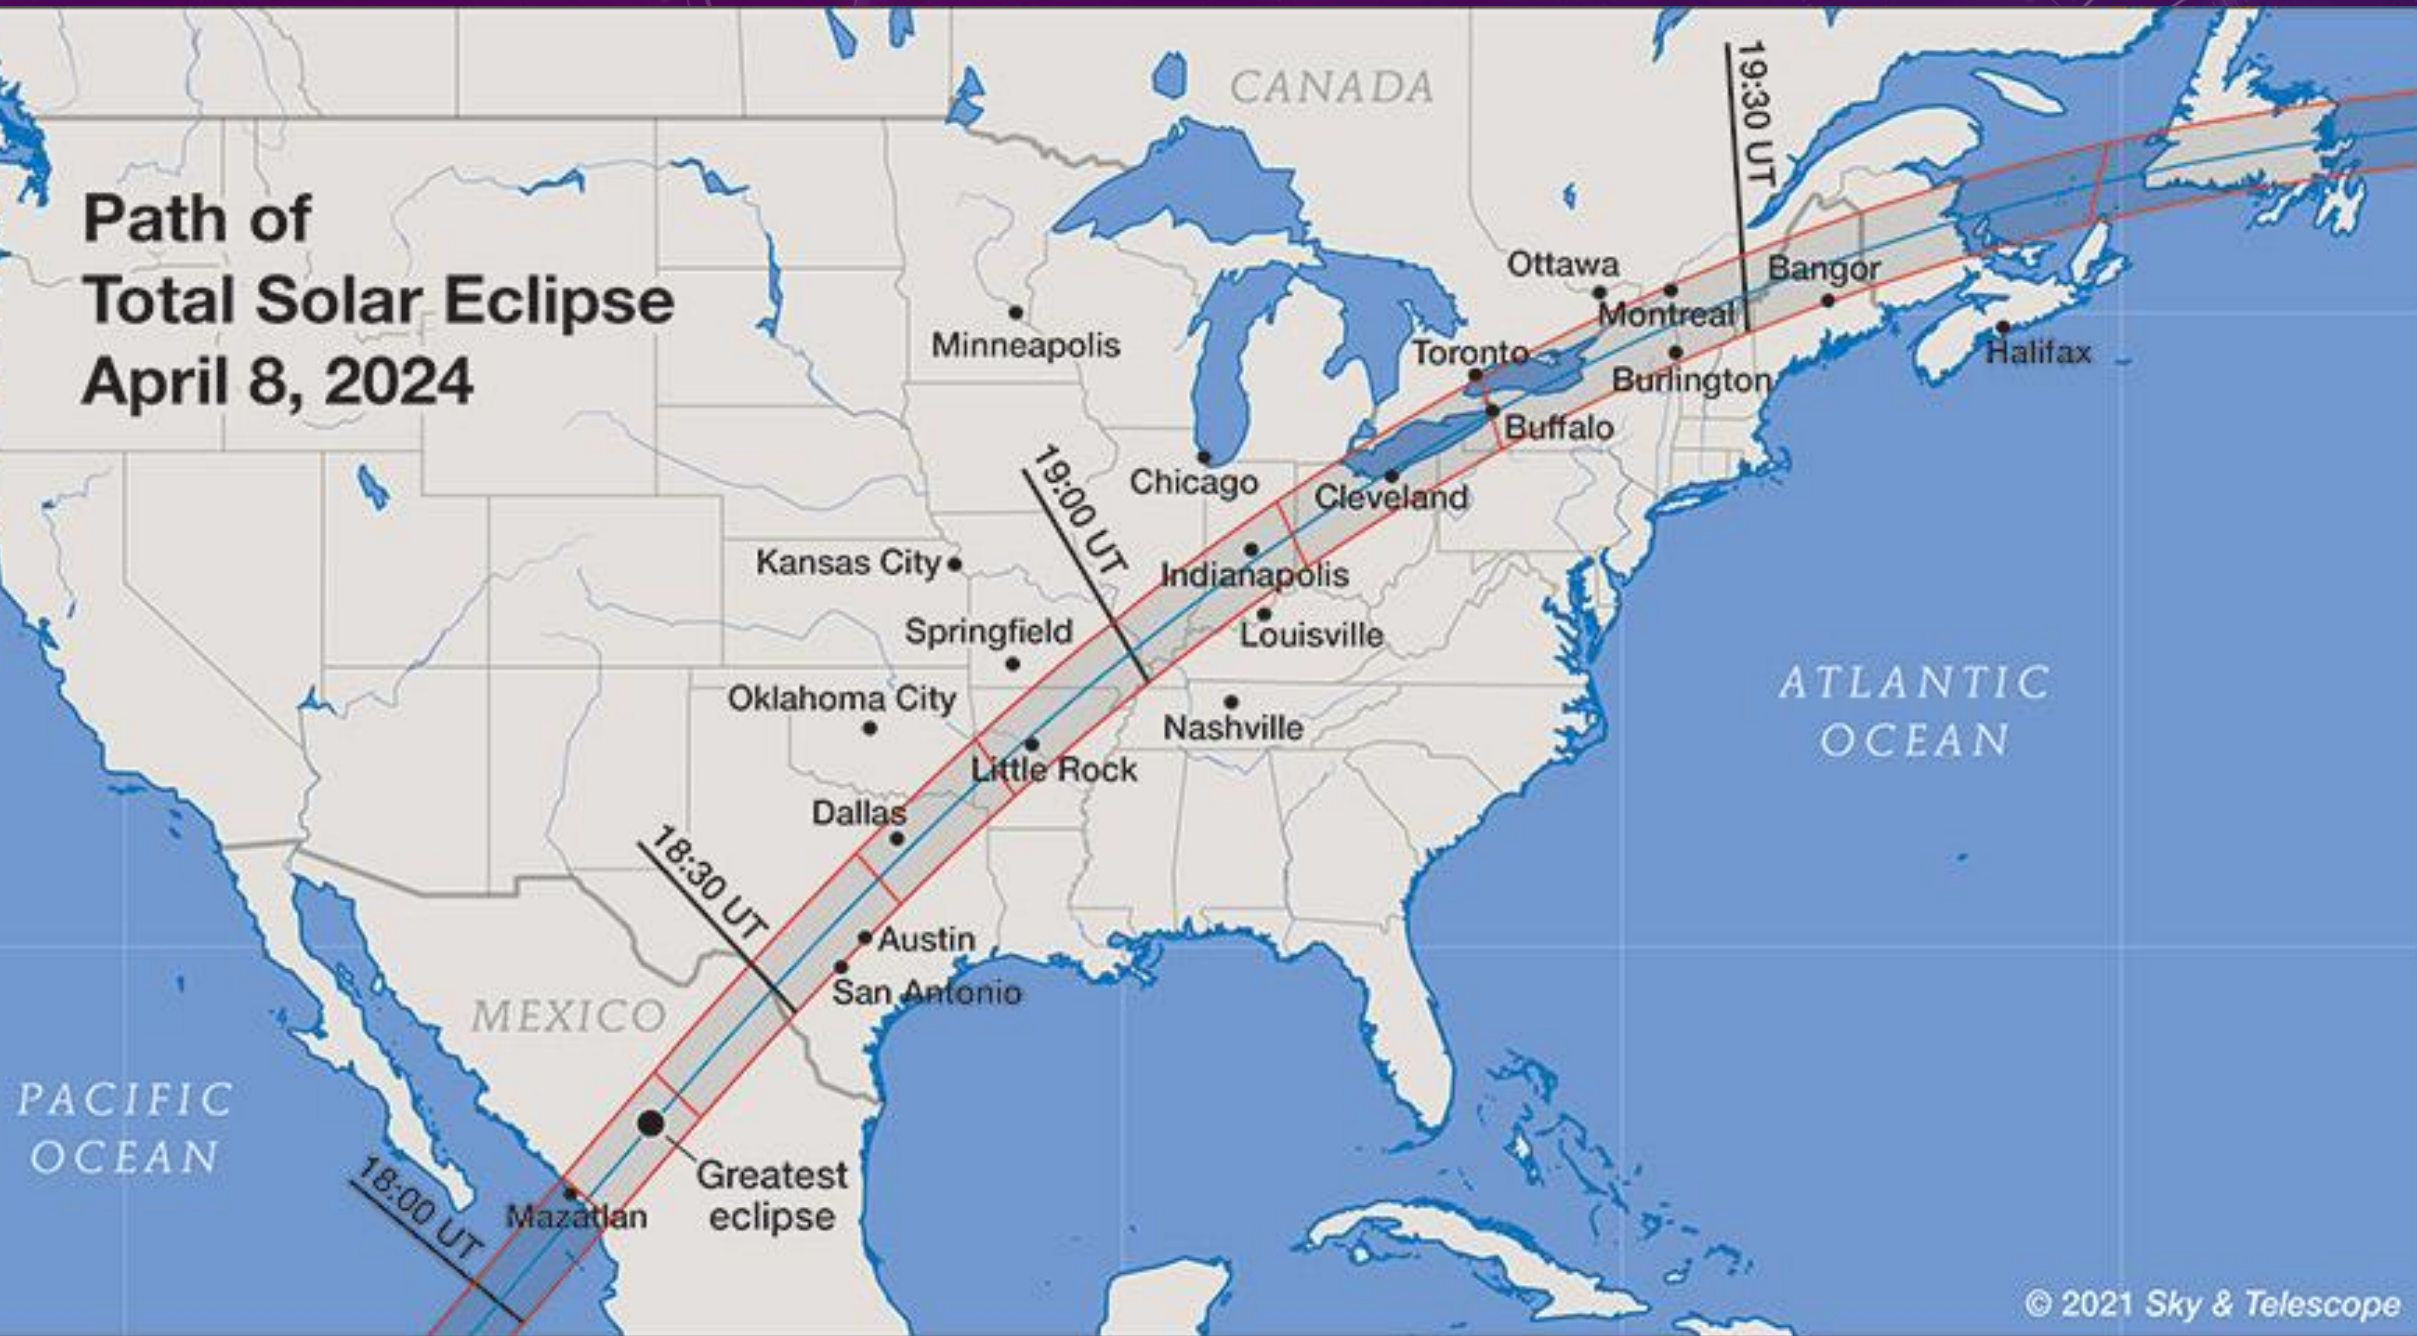 Path of
Total Solar Eclipse
April 8, 2024
CANADA
19:30 UT
Ottawa
Bangor
Montreal
Minneapolis
Toronto
Halifax
Burlington
Buffalo
19:00 UT
Chicago
Cleveland
Kansas City
Indianapolis
Springfield
Louisville
ATLANTIC
OCEAN
Oklahoma City
Nashville
Little Rock
Dallas
18:30 UT
Austin
San Antonio
MEXICO
PACIFIC
OCEAN
Greatest
eclipse
18:00 UT
Mazatlan
© 2021 Sky & Telescope